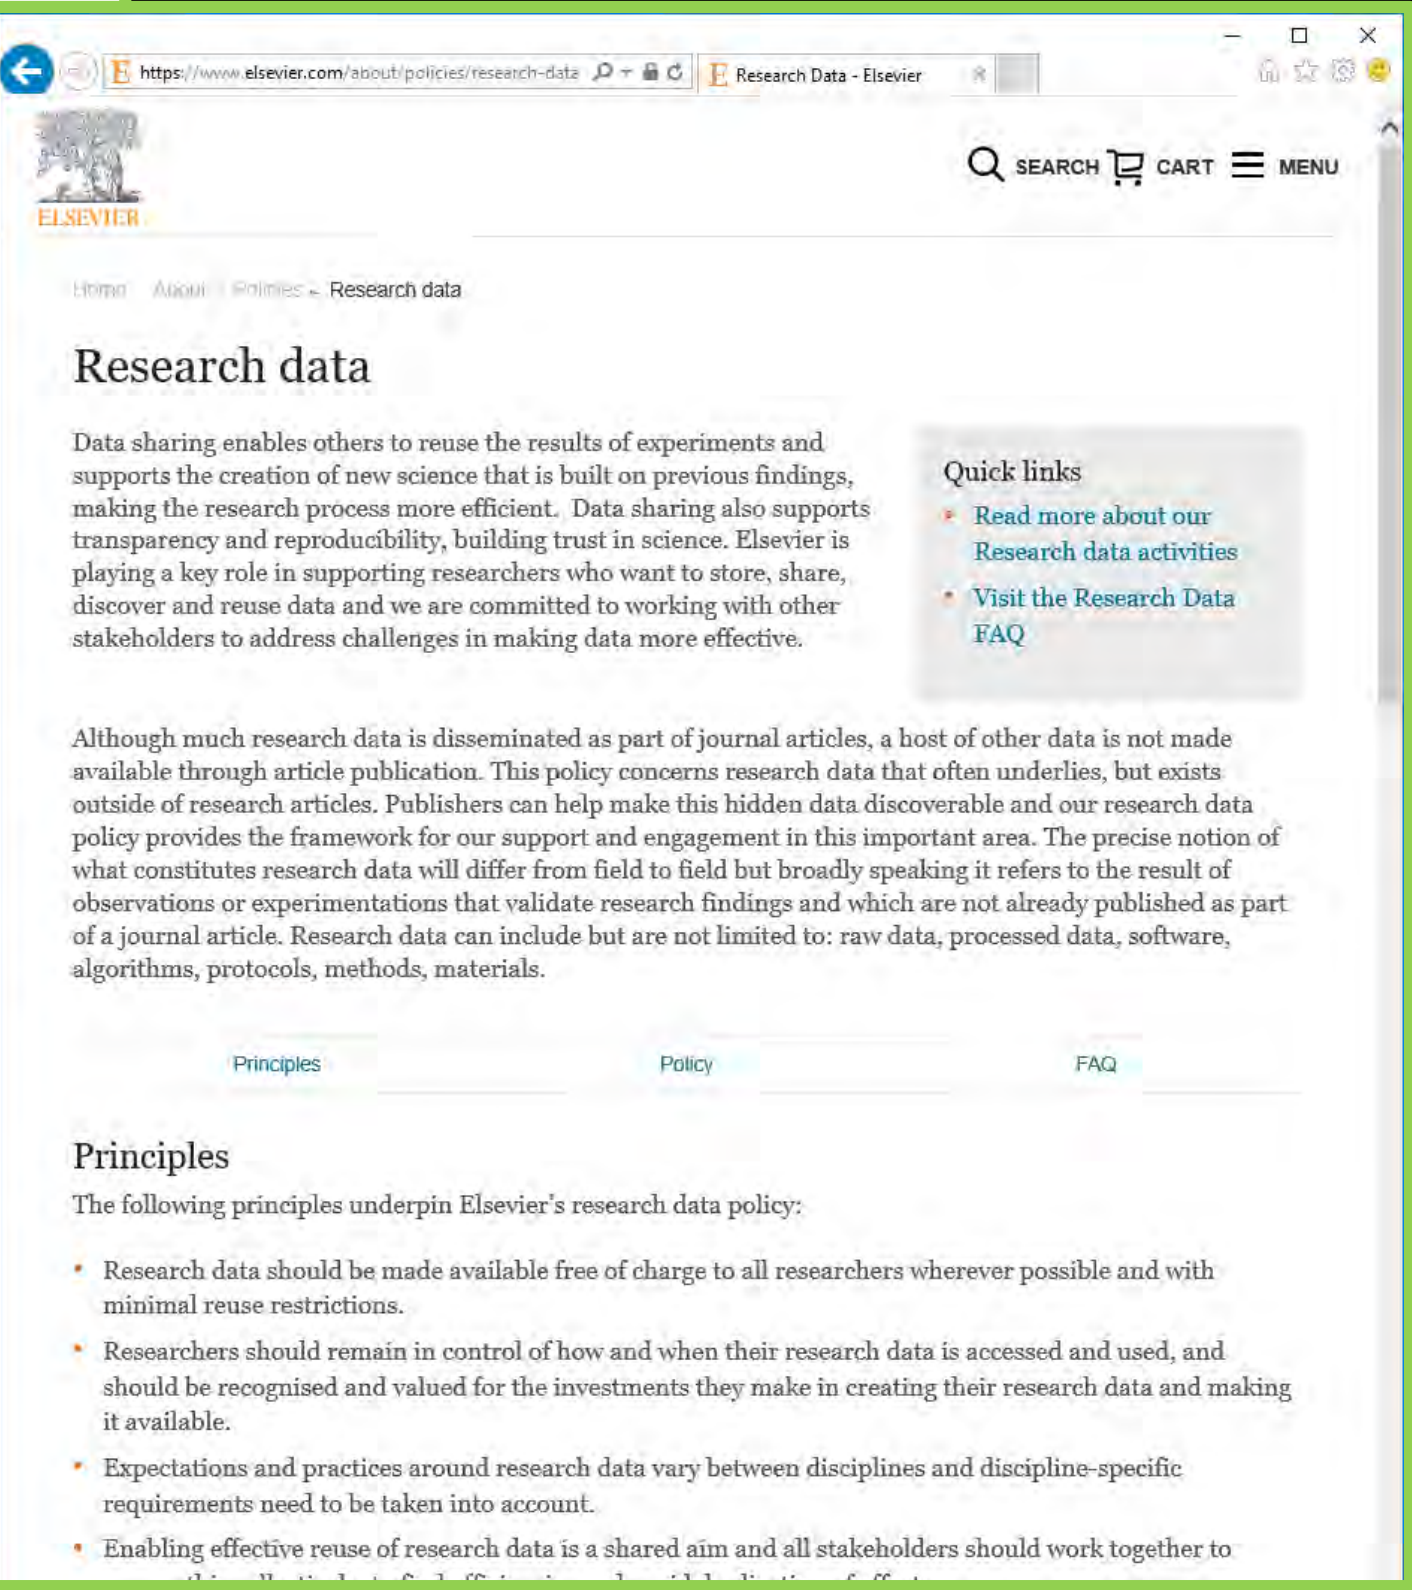 https://www.elsevier.com/about/policies/research-data
Research Data - Elsevier
ELSEVIER
SEARCH CART MENU
Home About Policies - Research data
Research data
Data sharing enables others to reuse the results of experiments and
supports the creation of new science that is built on previous findings,
making the research process more efficient. Data sharing also supports
transparency and reproducibility, building trust in science. Elsevier is
playing a key role in supporting researchers who want to store, share,
discover and reuse data and we are committed to working with other
stakeholders to address challenges in making data more effective.
Quick links
• Read more about our
Research data activities
• Visit the Research Data
FAQ
Although much research data is disseminated as part of journal articles, a host of other data is not made
available through article publication. This policy concerns research data that often underlies, but exists
outside of research articles. Publishers can help make this hidden data discoverable and our research data
policy provides the framework for our support and engagement in this important area. The precise notion of
what constitutes research data will differ from field to field but broadly speaking it refers to the result of
observations or experimentations that validate research findings and which are not already published as part
of a journal article. Research data can include but are not limited to: raw data, processed data, software,
algorithms, protocols, methods, materials.
Principles Policy FAQ
Principles
The following principles underpin Elsevier's research data policy:
• Research data should be made available free of charge to all researchers wherever possible and with
minimal reuse restrictions.
• Researchers should remain in control of how and when their research data is accessed and used, and
should be recognised and valued for the investments they make in creating their research data and making
it available.
• Expectations and practices around research data vary between disciplines and discipline-specific
requirements need to be taken into account.
• Enabling effective reuse of research data is a shared aim and all stakeholders should work together to